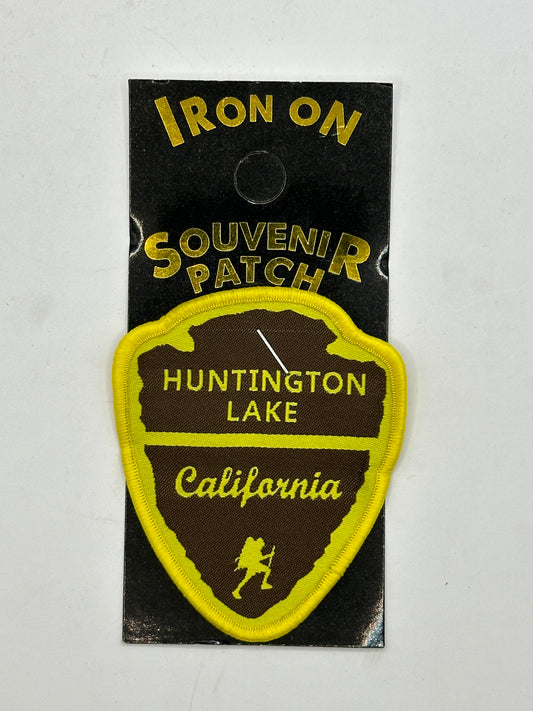 IRON ON
SOUVENIR
PATCH
HUNTINGTON
LAKE
California